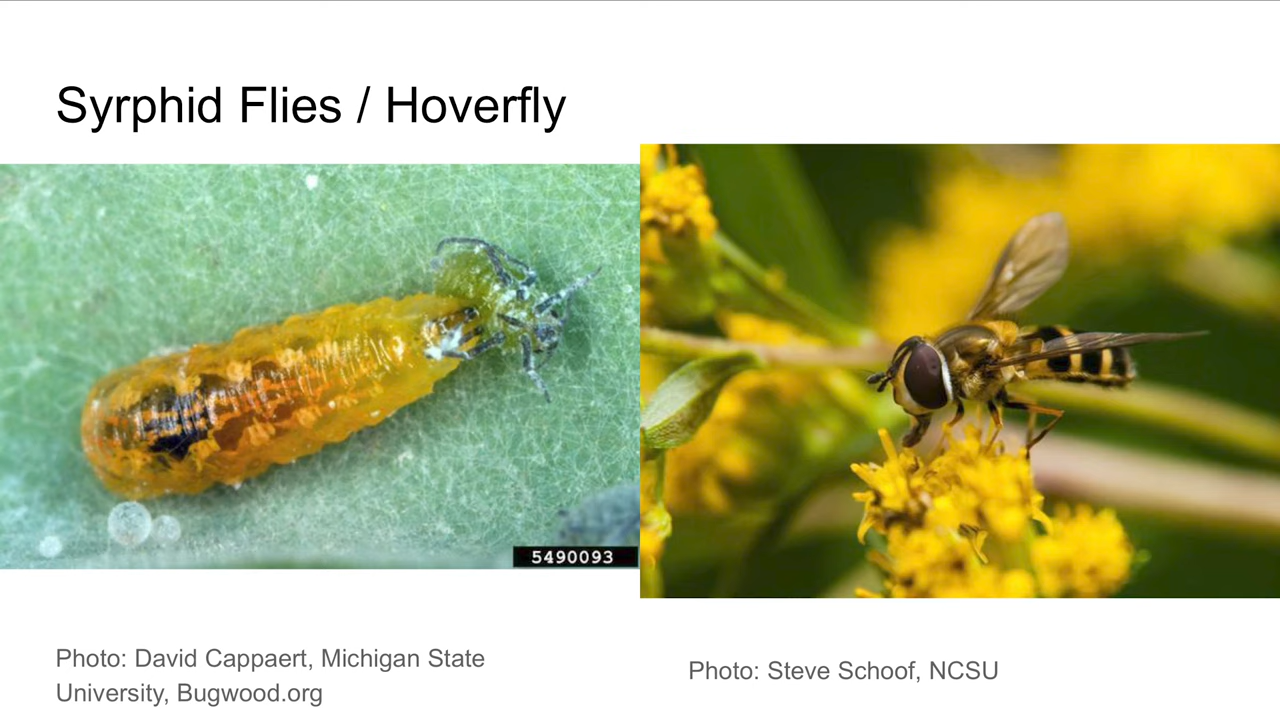 Syrphid Flies / Hoverfly
5490093
Photo: David Cappaert, Michigan State
University, Bugwood.org
Photo: Steve Schoof, NCSU